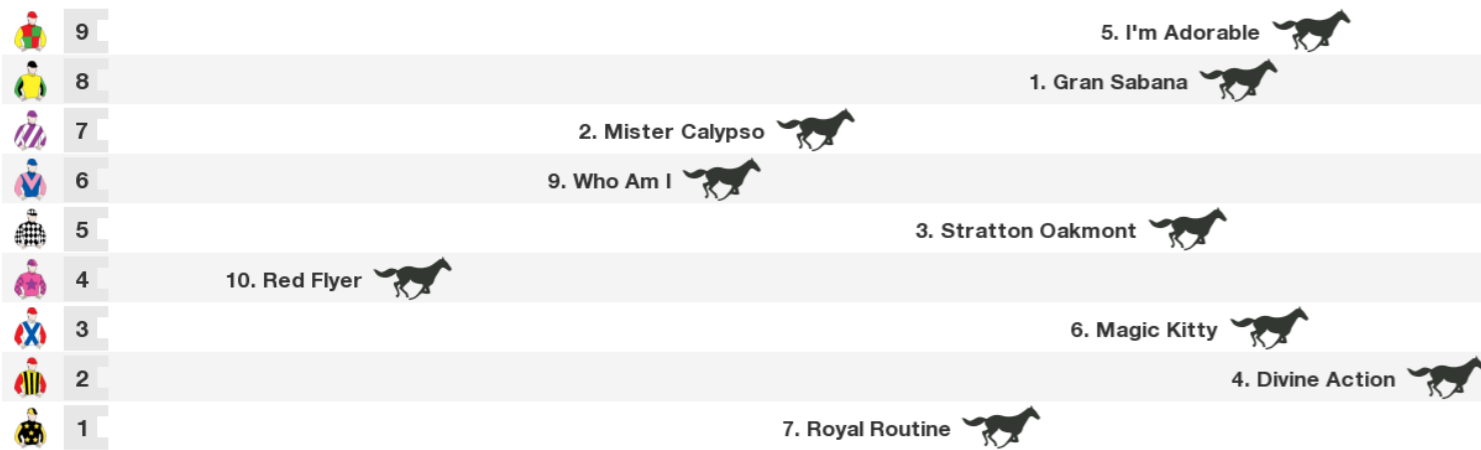 9 5. I'm Adorable
8 1. Gran Sabana
7 2. Mister Calypso
6 9. Who Am I
5 3. Stratton Oakmont
4 10. Red Flyer
3 6. Magic Kitty
2 4. Divine Action
1 7. Royal Routine